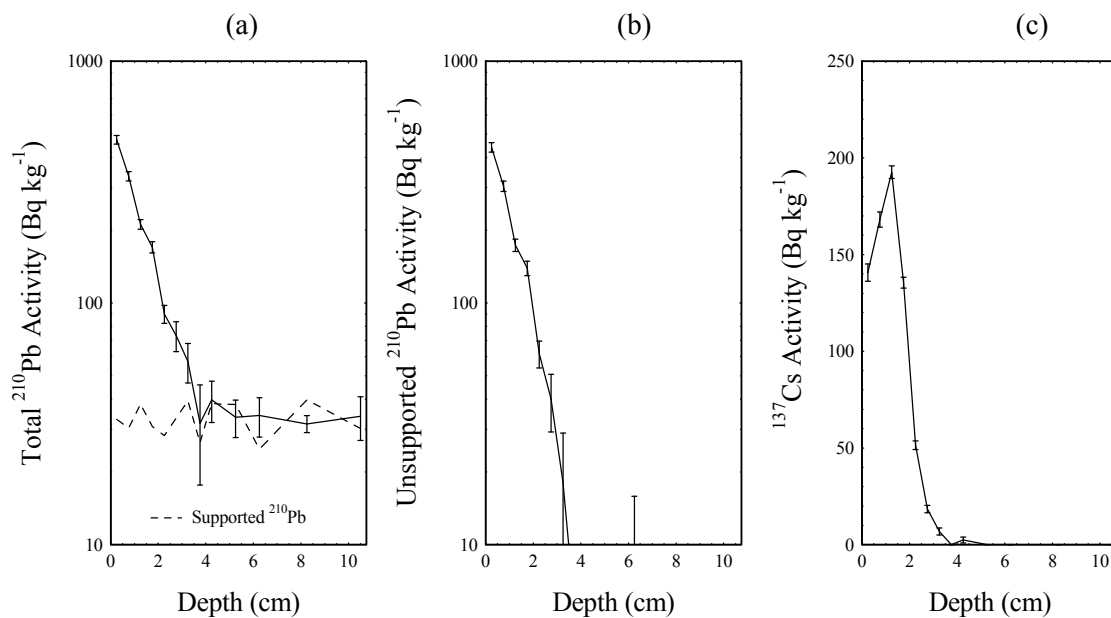 (a)
(b)
(c)
Total ²¹⁰Pb Activity (Bq kg⁻¹)
1000
100
10
0 2 4 6 8 10
Depth (cm)
Supported ²¹⁰Pb
Unsupported ²¹⁰Pb Activity (Bq kg⁻¹)
1000
100
10
0 2 4 6 8 10
Depth (cm)
¹³⁷Cs Activity (Bq kg⁻¹)
250
200
150
100
50
0
0 2 4 6 8 10
Depth (cm)